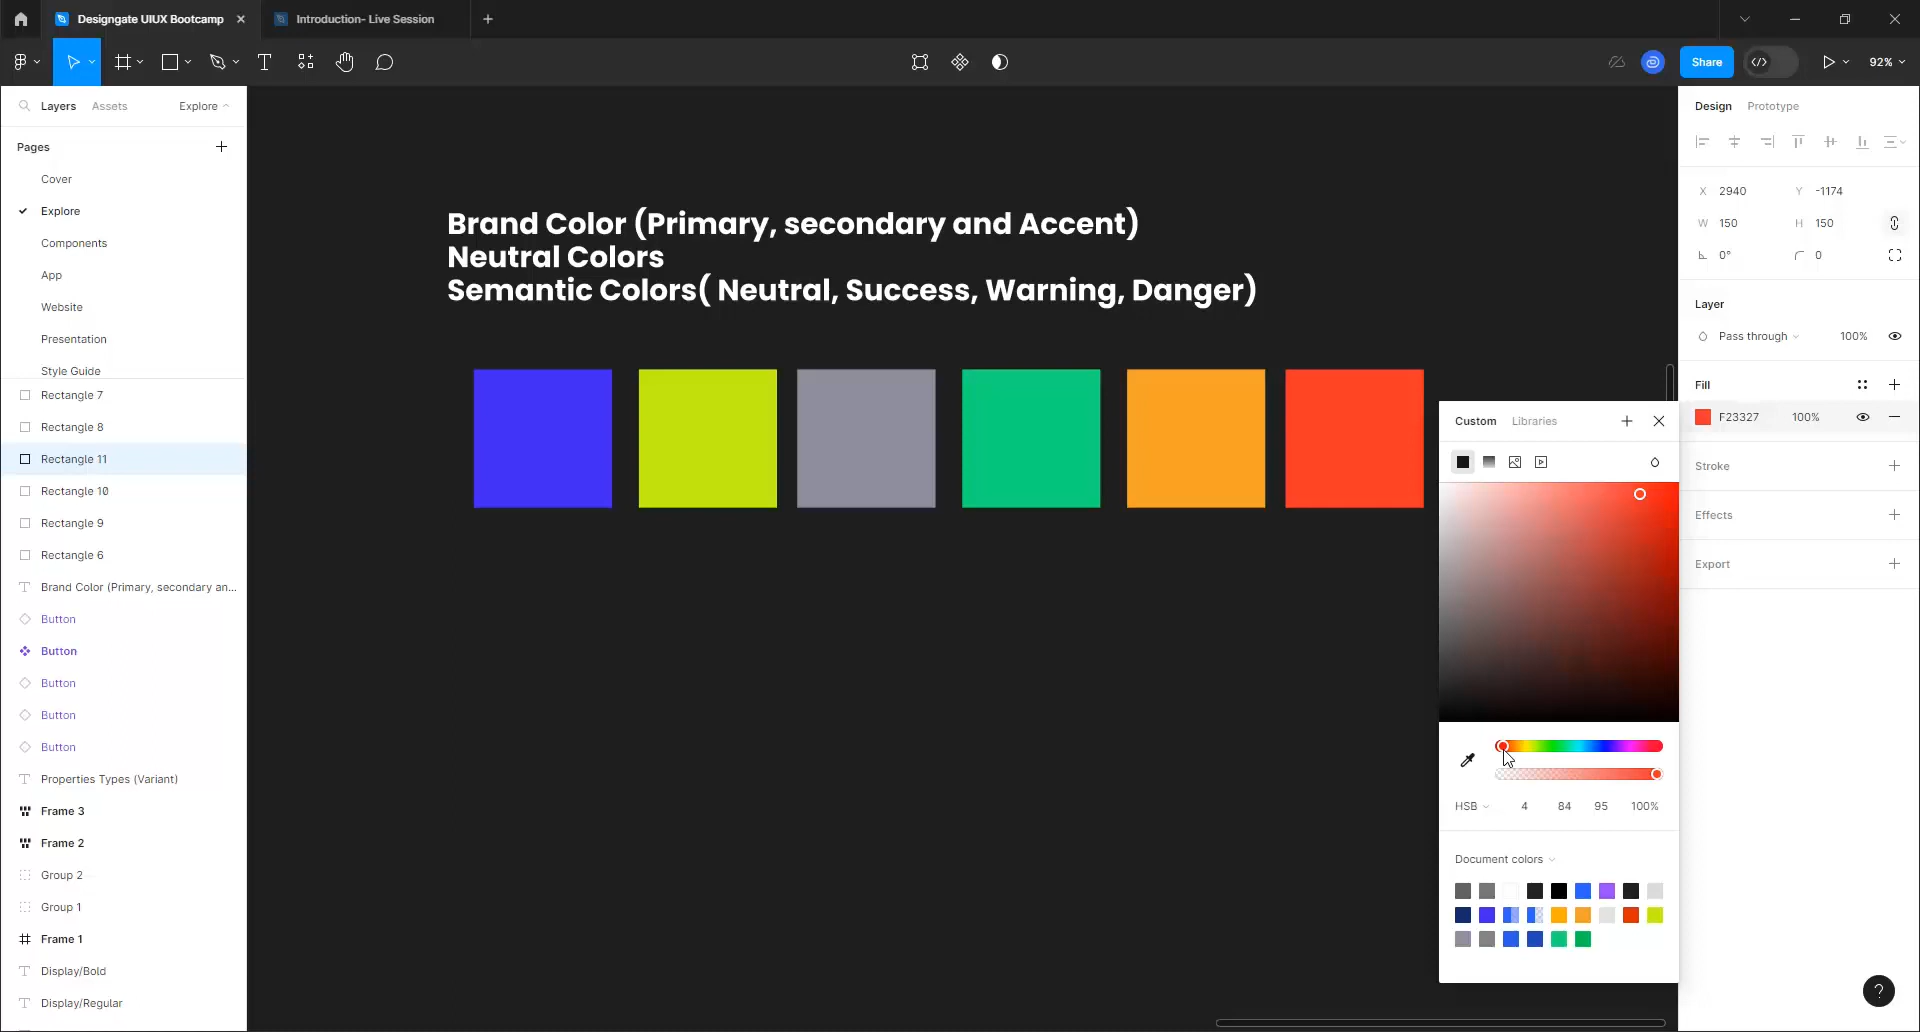 Designgate UIUX Bootcamp
Introduction- Live Session
Share
92%
Layers
Assets
Explore
Pages
Cover
Explore
Components
App
Website
Presentation
Style Guide
Rectangle 7
Rectangle 8
Rectangle 11
Rectangle 10
Rectangle 9
Rectangle 6
Brand Color (Primary, secondary an...
Button
Button
Button
Button
Button
Properties Types (Variant)
Frame 3
Frame 2
Group 2
Group 1
Frame 1
Display/Bold
Display/Regular
Brand Color (Primary, secondary and Accent)
Neutral Colors
Semantic Colors( Neutral, Success, Warning, Danger)
Custom
Libraries
HSB
4
84
95
100%
Document colors
Design
Prototype
X 2940
Y -1174
W 150
H 150
0°
0
Layer
Pass through
100%
Fill
F23327
100%
Stroke
Effects
Export
?